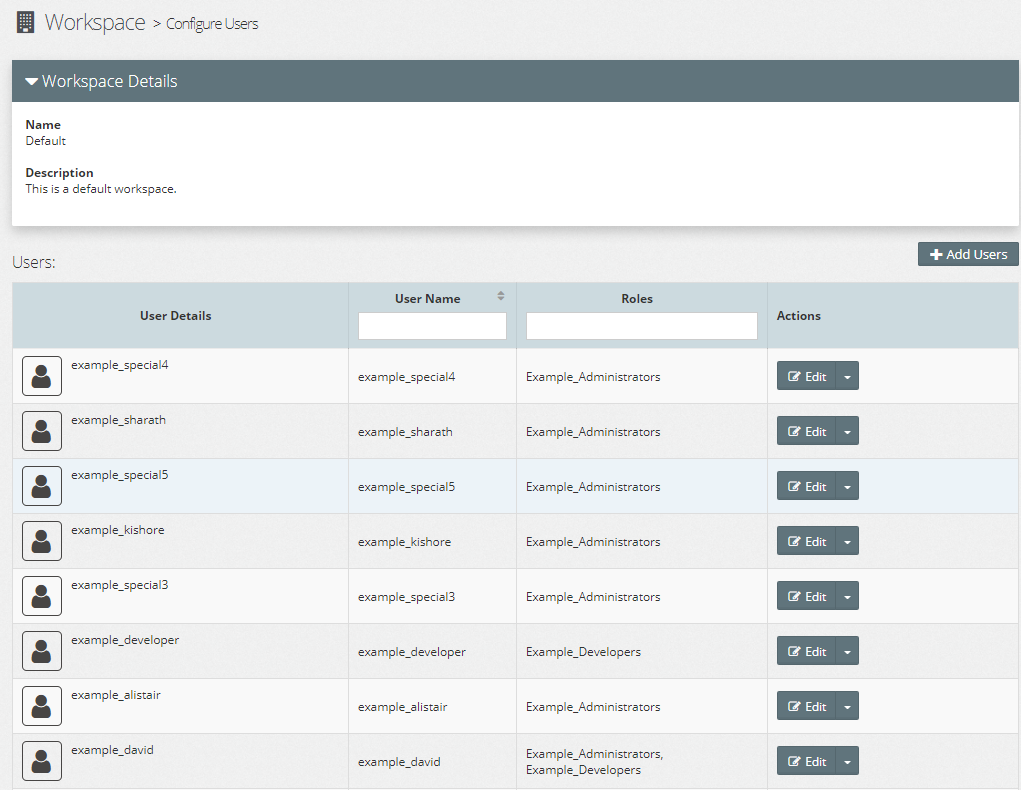 Workspace > Configure Users
Workspace Details
Name
Default
Description
This is a default workspace.
Users:
Add Users
User Details
User Name
Roles
Actions
example_special4
example_special4
Example_Administrators
Edit
example_sharath
example_sharath
Example_Administrators
Edit
example_special5
example_special5
Example_Administrators
Edit
example_kishore
example_kishore
Example_Administrators
Edit
example_special3
example_special3
Example_Administrators
Edit
example_developer
example_developer
Example_Developers
Edit
example_alistair
example_alistair
Example_Administrators
Edit
example_david
example_david
Example_Administrators,
Example_Developers
Edit